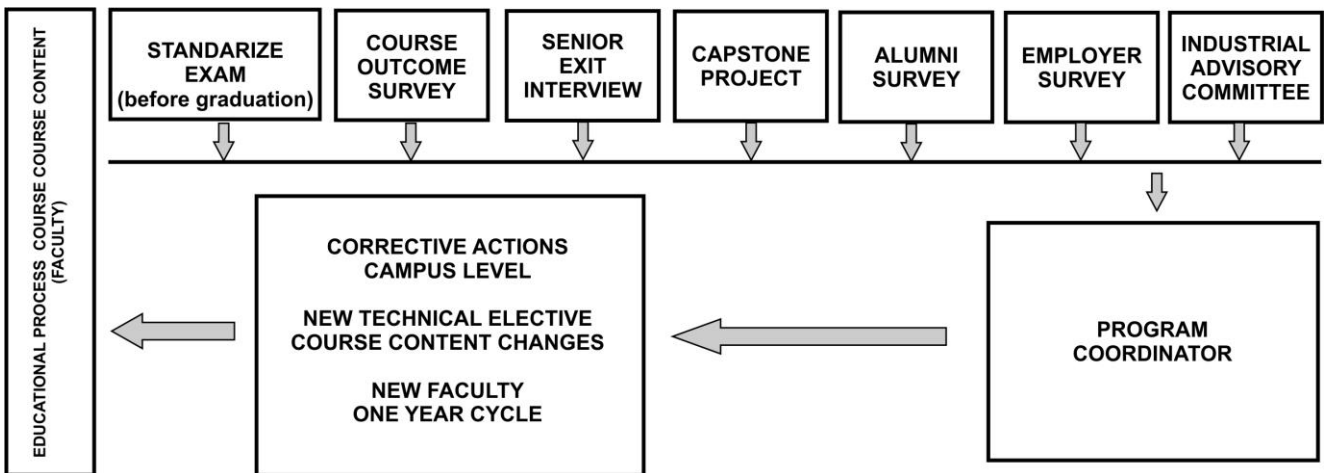 EDUCATIONAL PROCESS COURSE COURSE CONTENT
(FACULTY)
STANDARIZE
EXAM
(before graduation)
COURSE
OUTCOME
SURVEY
SENIOR
EXIT
INTERVIEW
CAPSTONE
PROJECT
ALUMNI
SURVEY
EMPLOYER
SURVEY
INDUSTRIAL
ADVISORY
COMMITTEE
CORRECTIVE ACTIONS
CAMPUS LEVEL
NEW TECHNICAL ELECTIVE
COURSE CONTENT CHANGES
NEW FACULTY
ONE YEAR CYCLE
PROGRAM
COORDINATOR